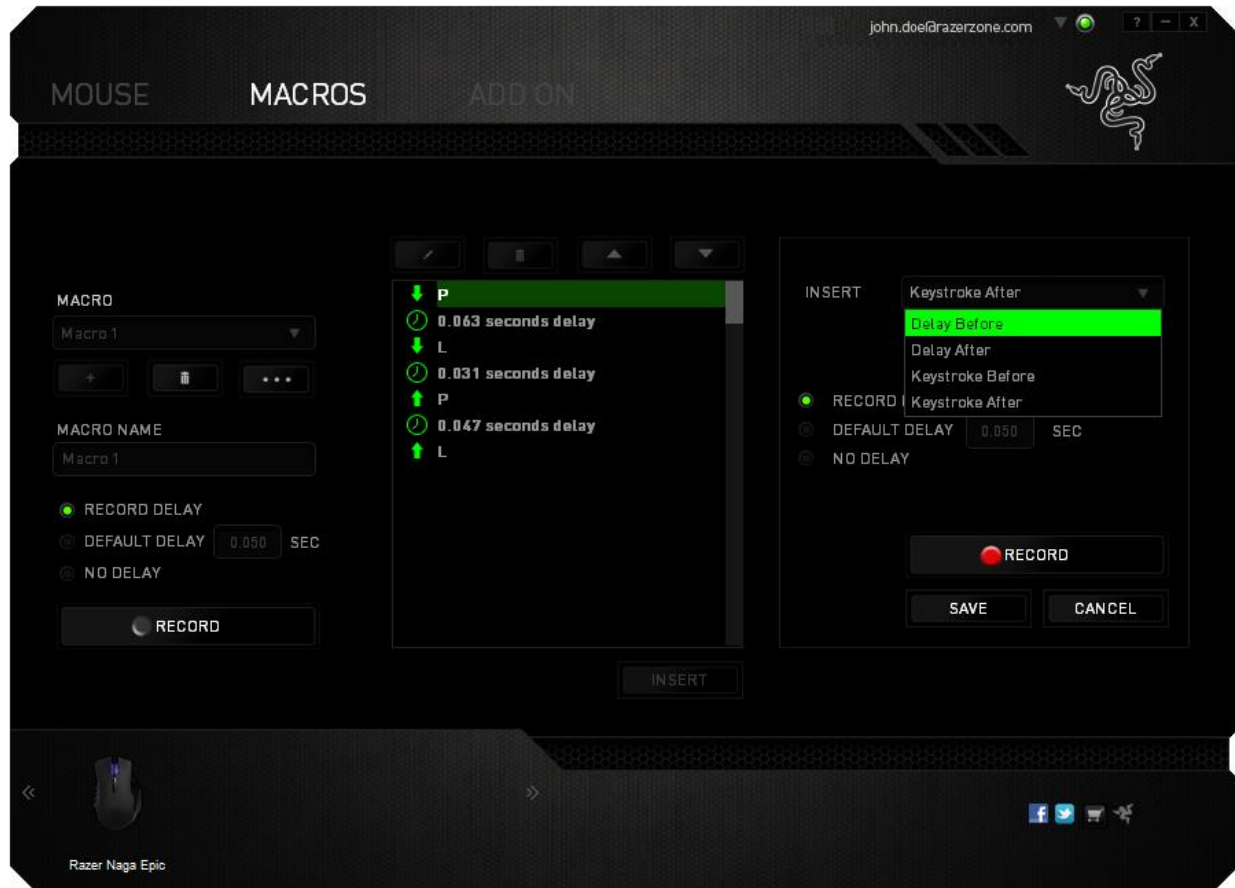 john.doe@razerzone.com
? – X
MOUSE MACROS ADD ON
MACRO
Macro 1
+
MACRO NAME
Macro 1
RECORD DELAY
DEFAULT DELAY 0.050 SEC
NO DELAY
RECORD
P
0.063 seconds delay
L
0.031 seconds delay
P
0.047 seconds delay
L
INSERT
INSERT Keystroke After
Delay Before
Delay After
Keystroke Before
Keystroke After
RECORD
DEFAULT DELAY 0.050 SEC
NO DELAY
RECORD
SAVE CANCEL
Razer Naga Epic